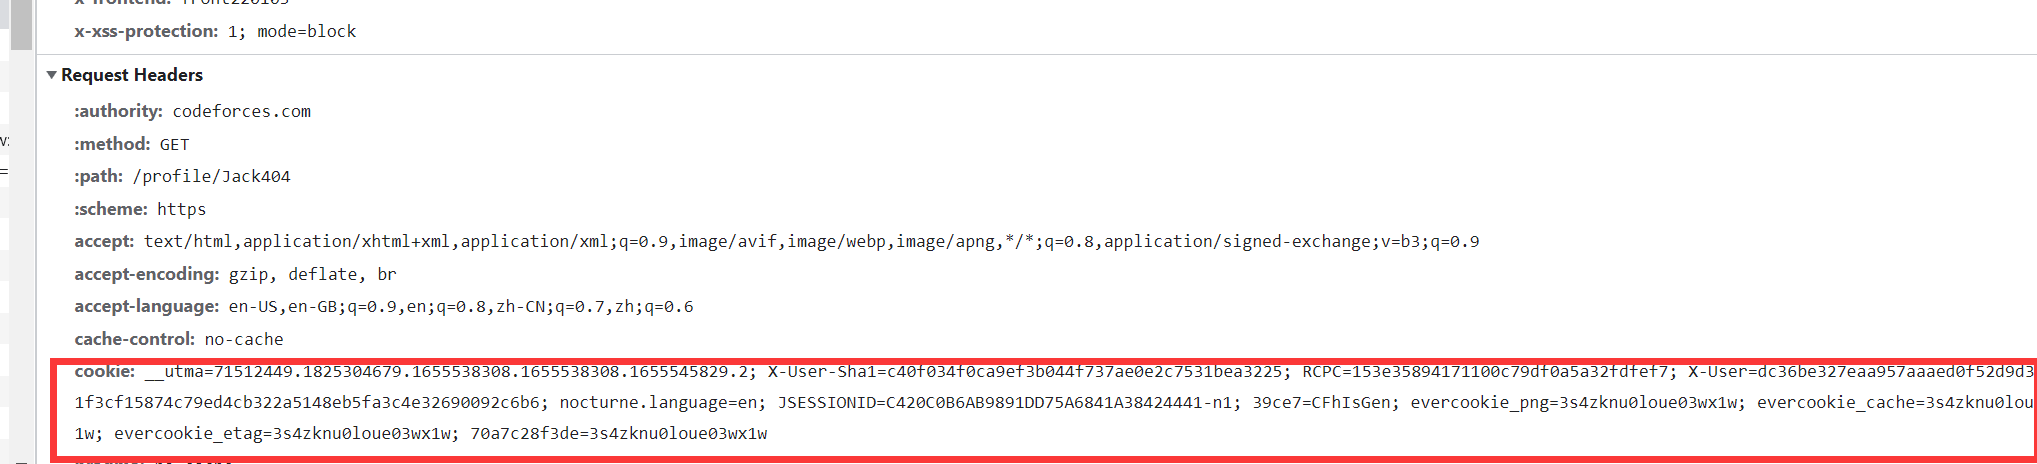 x-xss-protection: 1; mode=block
Request Headers
:authority: codeforces.com
:method: GET
:path: /profile/Jack404
:scheme: https
accept: text/html,application/xhtml+xml,application/xml;q=0.9,image/avif,image/webp,image/apng,*/*;q=0.8,application/signed-exchange;v=b3;q=0.9
accept-encoding: gzip, deflate, br
accept-language: en-US,en-GB;q=0.9,en;q=0.8,zh-CN;q=0.7,zh;q=0.6
cache-control: no-cache
cookie: __utma=71512449.1825304679.1655538308.1655538308.1655545829.2; X-User-Sha1=c40f034f0ca9ef3b044f737ae0e2c7531bea3225; RCPC=153e35894171100c79df0a5a32fdfef7; X-User=dc36be327eaa957aaaed0f52d9d3
1f3cf15874c79ed4cb322a5148eb5fa3c4e32690092c6b6; nocturne.language=en; JSESSIONID=C420C0B6AB9891DD75A6841A38424441-n1; 39ce7=CFhIsGen; evercookie_png=3s4zknu0loue03wx1w; evercookie_cache=3s4zknu0lou
1w; evercookie_etag=3s4zknu0loue03wx1w; 70a7c28f3de=3s4zknu0loue03wx1w